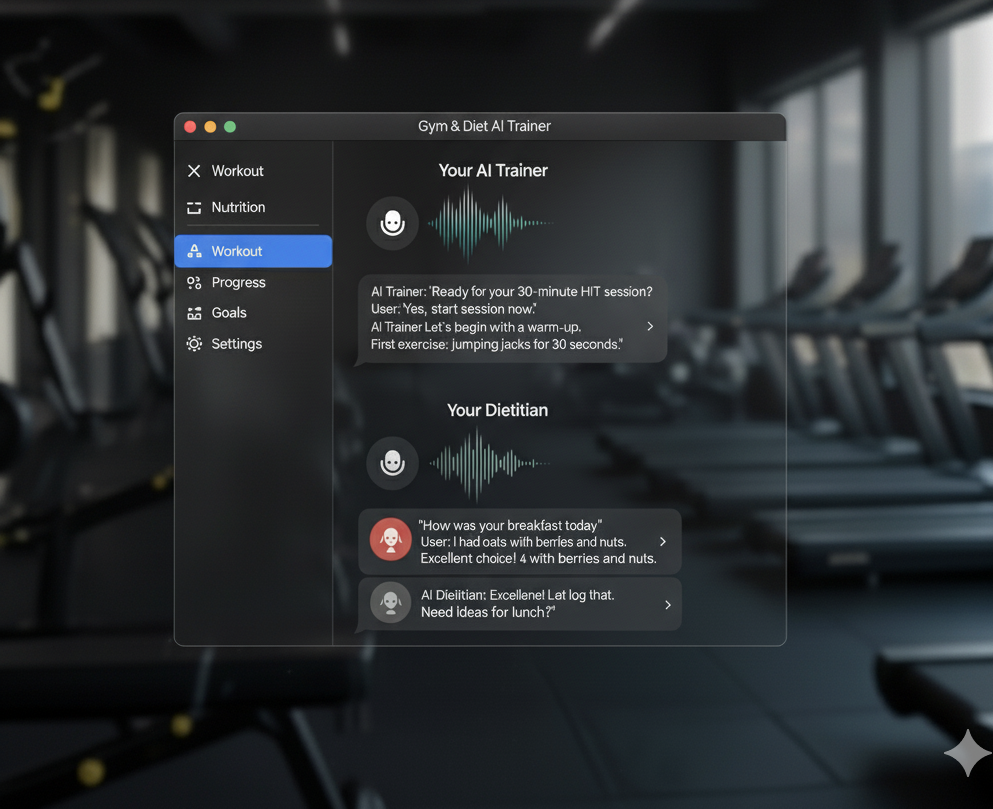 Gym & Diet AI Trainer
Workout
Nutrition
Workout
Progress
Goals
Settings
Your AI Trainer
AI Trainer: 'Ready for your 30-minute HIT session?
User: 'Yes, start session now."
AI Trainer Let's begin with a warm-up.
First exercise: jumping jacks for 30 seconds."
Your Dietitian
"How was your breakfast today"
User: I had oats with berries and nuts.
Excellent choice! 4 with berries and nuts.
AI Dieiitian: Excellene! Lat log that.
Need ideas for lunch?"